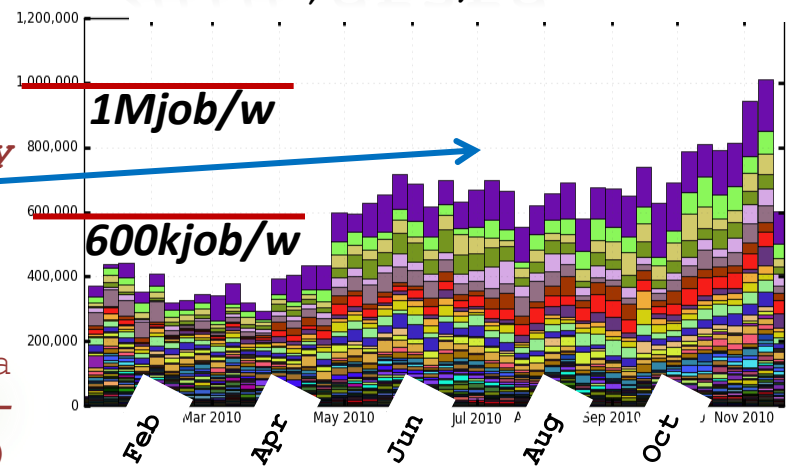 1,200,000
1,000,000
1Mjob/w
800,000
y
600,000
600kjob/w
400,000
200,000
a
0
Feb
Mar 2010
Apr
May 2010
Jun
Jul 2010
A
Aug
Sep 2010
Oct
Nov 2010